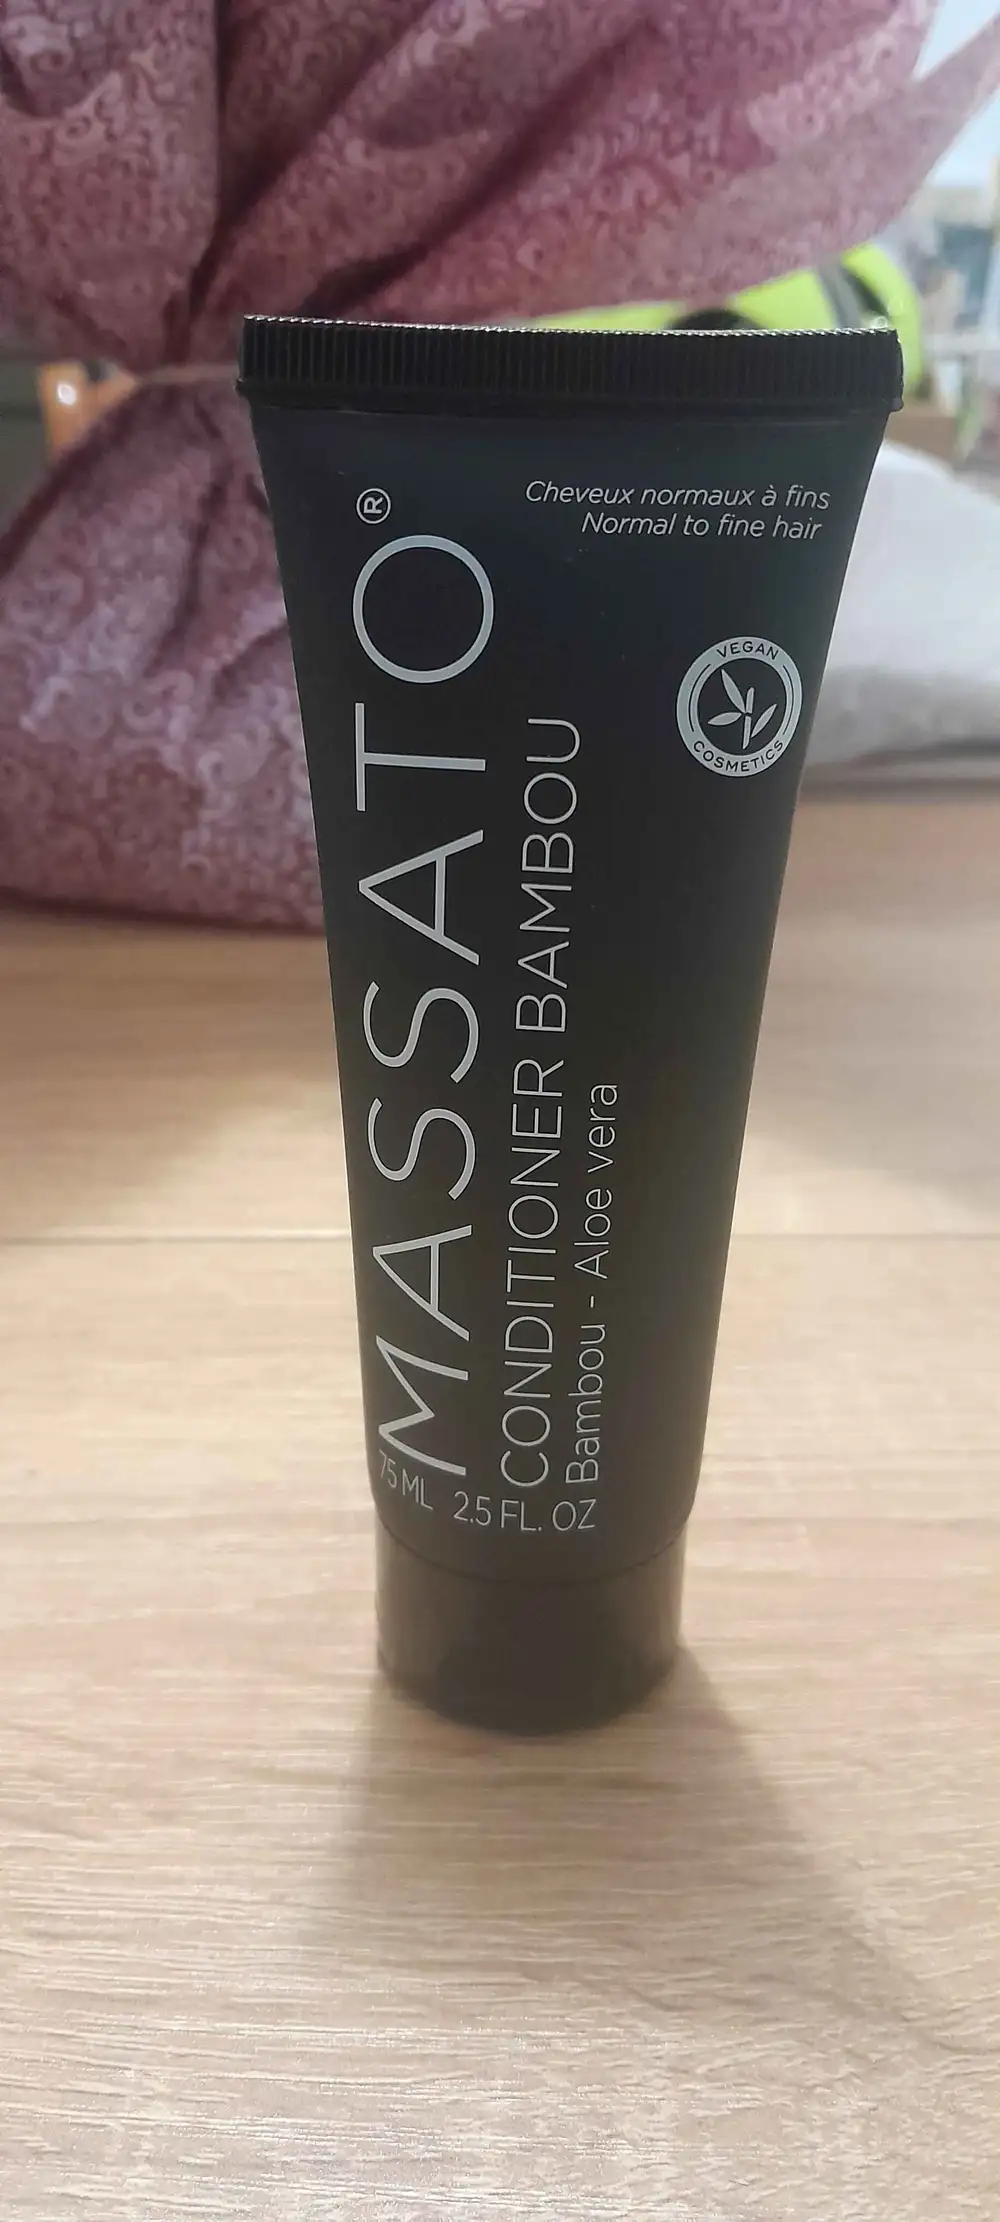 Cheveux normaux à fins
Normal to fine hair
VEGAN
COSMETICS
MASSATO®
CONDITIONER BAMBOU
Bambou - Aloe vera
75 ML 2.5 FL. OZ